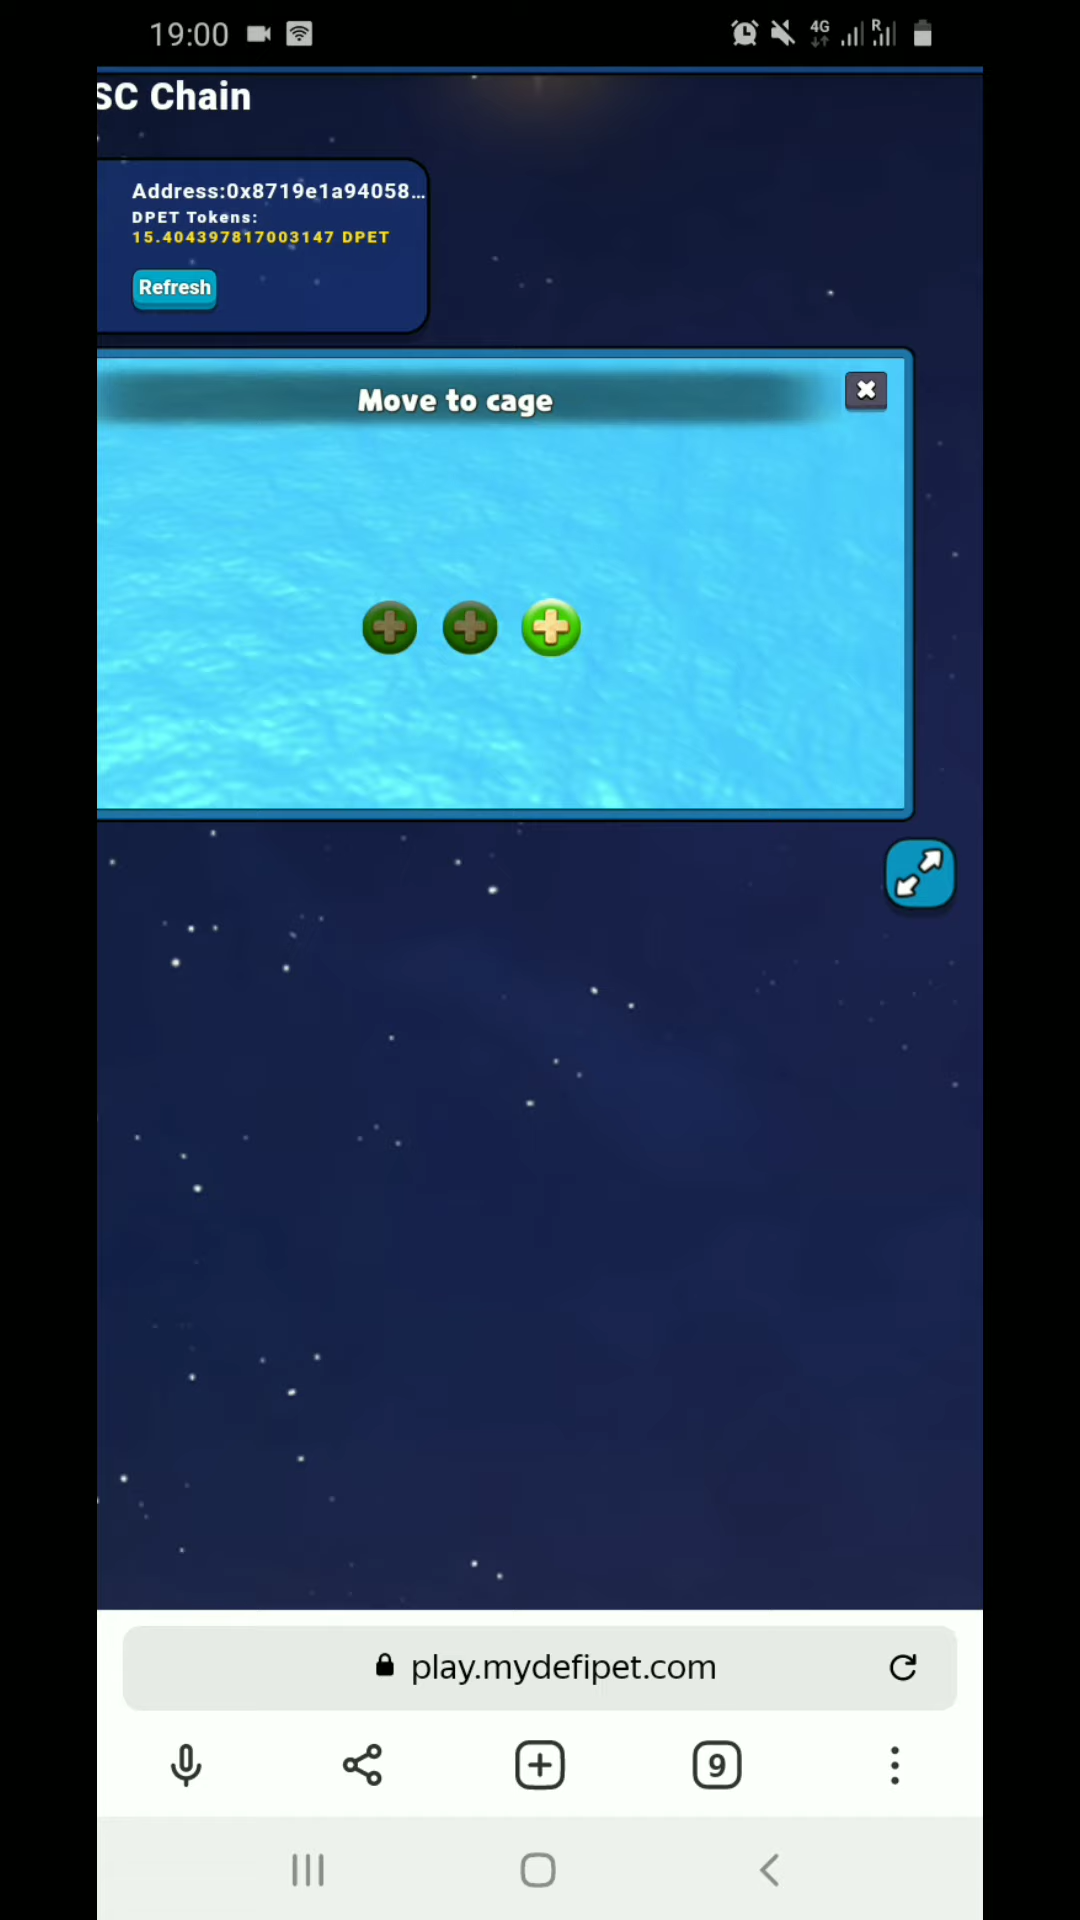 19:00
4G
R
SC Chain
Address:0x8719e1a94058...
DPET Tokens:
15.404397817003147 DPET
Refresh
Move to cage
play.mydefipet.com
9